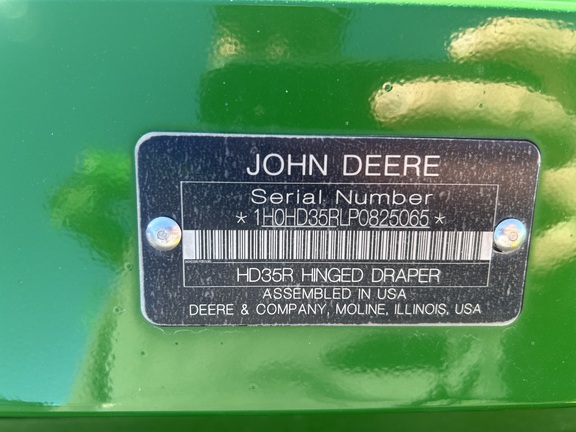 JOHN DEERE
Serial Number
*1H0HD35RLP0825065*
HD35R HINGED DRAPER
ASSEMBLED IN USA
DEERE & COMPANY, MOLINE, ILLINOIS, USA